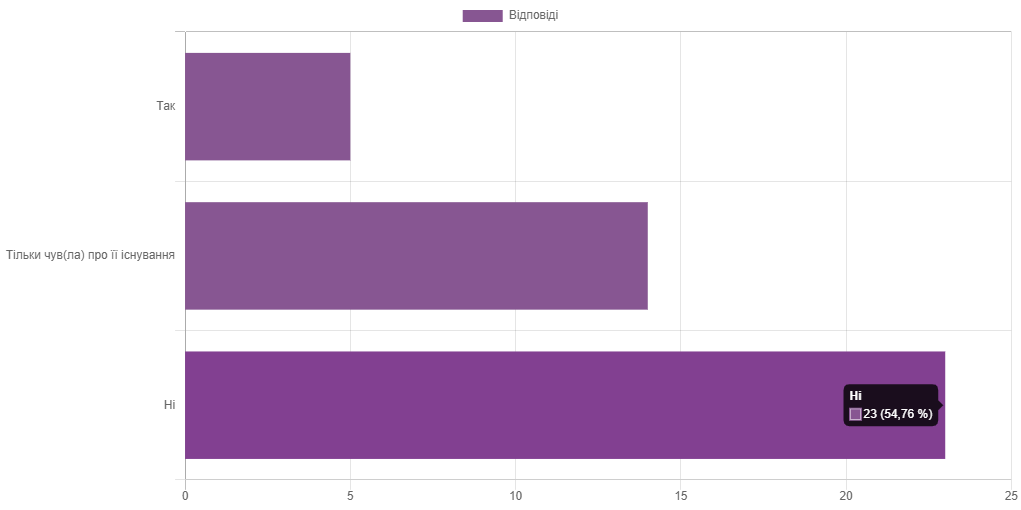 Відповіді
Так
Тільки чув(ла) про її існування
Ні
Ні
23 (54,76 %)
0 5 10 15 20 25